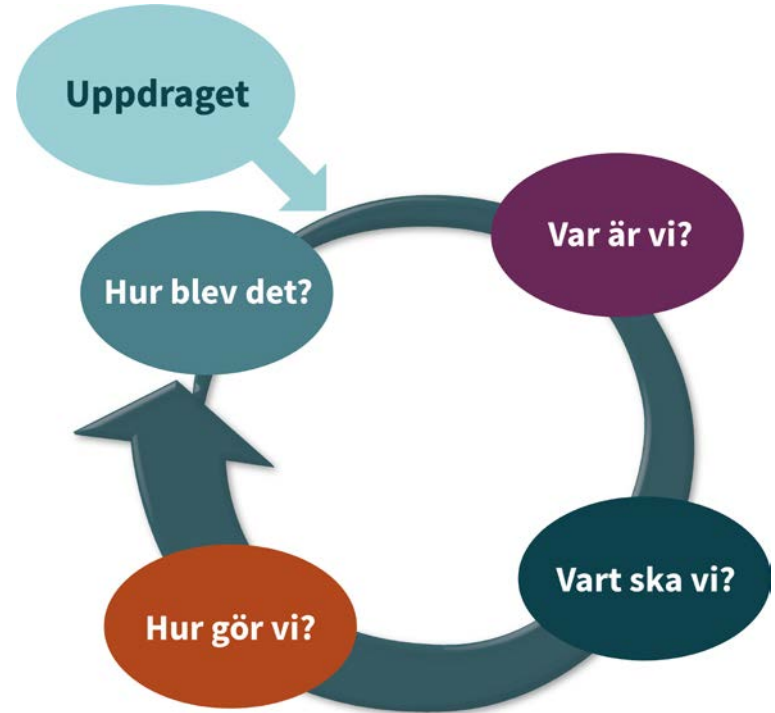 Uppdraget
Var är vi?
Hur blev det?
Vart ska vi?
Hur gör vi?